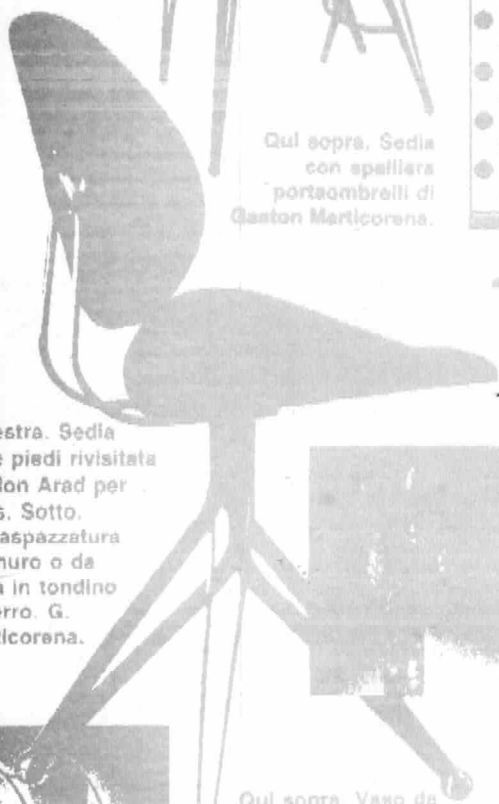 Qui sopra. Sedia
con spalliera
portaombrelli di
Gaston Marticorena.
estra. Sedia
e piedi rivisitata
Ron Arad per
s. Sotto.
aspazzatura
muro o da
a in tondino
erro. G.
ticorena.
Qui sopra. Vaso da